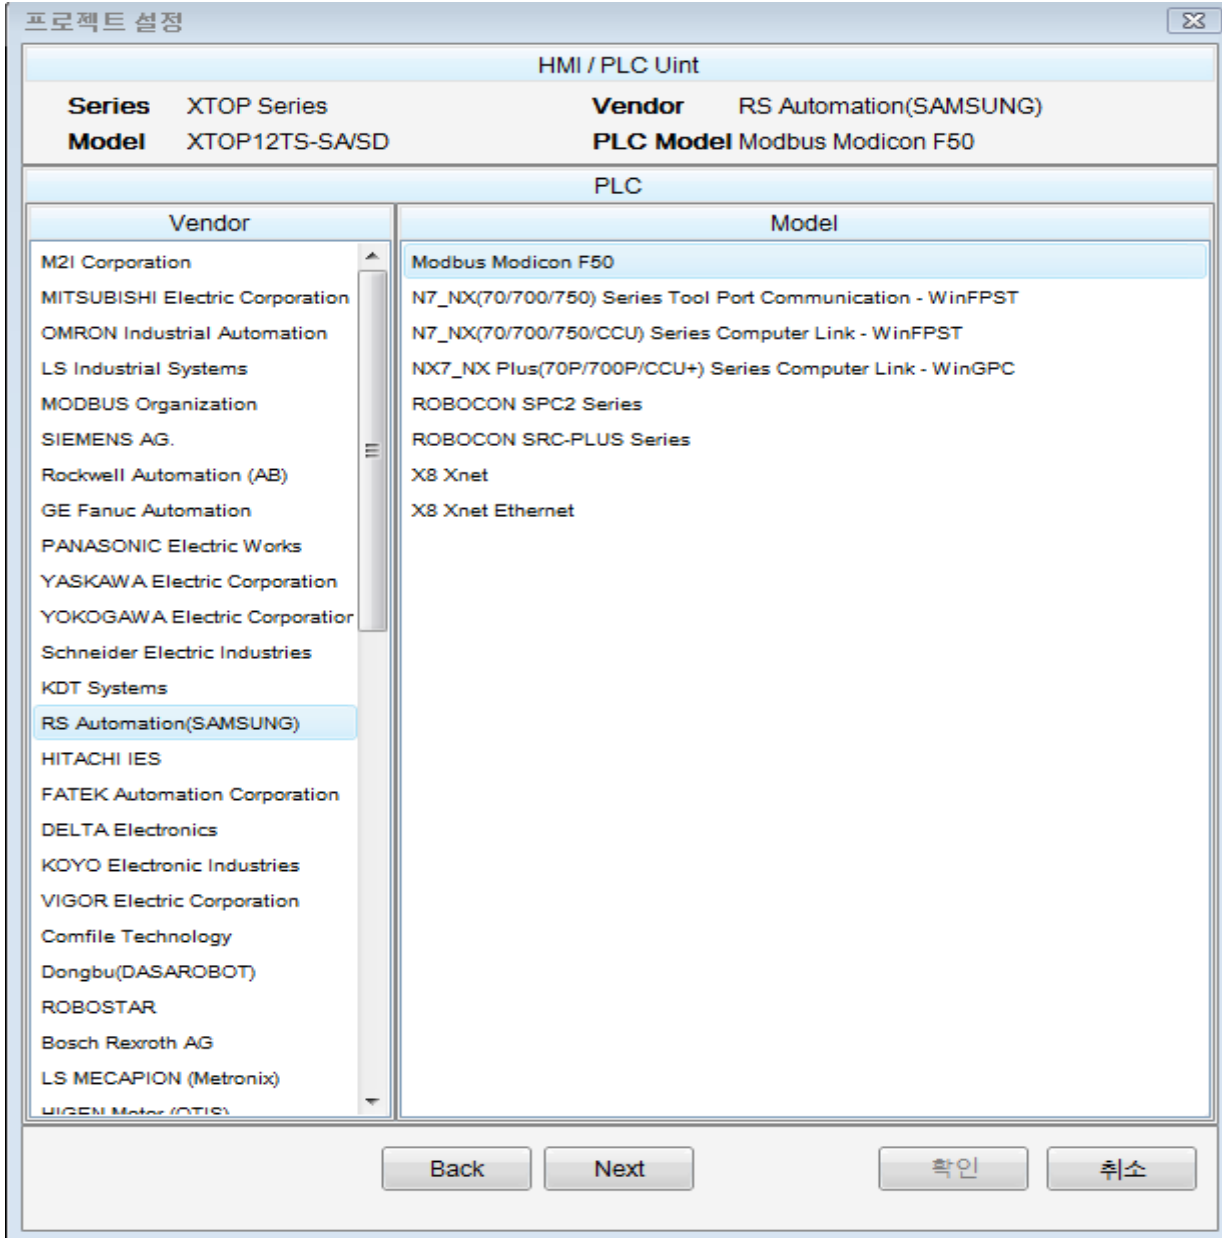 프로젝트 설정
HMI / PLC Uint
Series XTOP Series Vendor RS Automation(SAMSUNG)
Model XTOP12TS-SA/SD PLC Model Modbus Modicon F50
PLC
Vendor
M2I Corporation
MITSUBISHI Electric Corporation
OMRON Industrial Automation
LS Industrial Systems
MODBUS Organization
SIEMENS AG.
Rockwell Automation (AB)
GE Fanuc Automation
PANASONIC Electric Works
YASKAWA Electric Corporation
YOKOGAWA Electric Corporation
Schneider Electric Industries
KDT Systems
RS Automation(SAMSUNG)
HITACHI IES
FATEK Automation Corporation
DELTA Electronics
KOYO Electronic Industries
VIGOR Electric Corporation
Comfile Technology
Dongbu(DASAROBOT)
ROBOSTAR
Bosch Rexroth AG
LS MECAPION (Metronix)
HIGEN Motor (OTIS)
Model
Modbus Modicon F50
N7_NX(70/700/750) Series Tool Port Communication - WinFPST
N7_NX(70/700/750/CCU) Series Computer Link - WinFPST
NX7_NX Plus(70P/700P/CCU+) Series Computer Link - WinGPC
ROBOCON SPC2 Series
ROBOCON SRC-PLUS Series
X8 Xnet
X8 Xnet Ethernet
Back Next 확인 취소